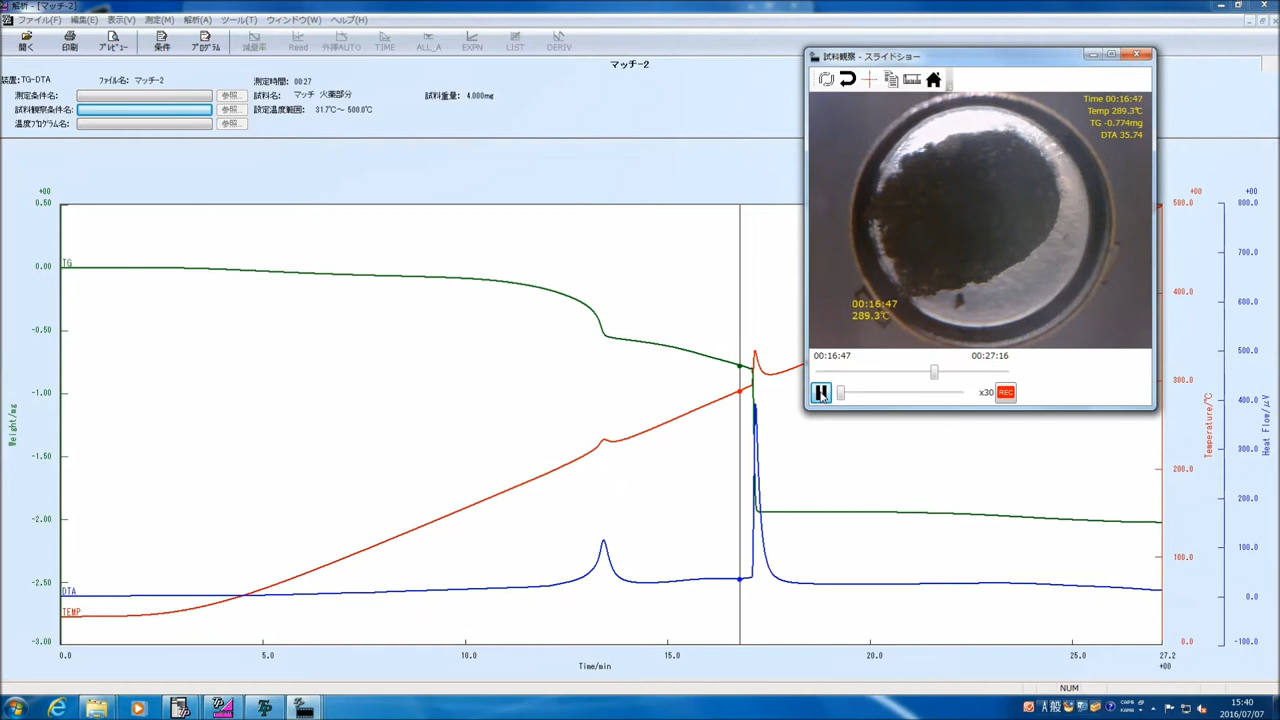 解析 - [マッチ-2]
ファイル(F) 編集(E) 表示(V) 測定(M) 解析(A) ツール(T) ウィンドウ(W) ヘルプ(H)
開く 印刷 プレビュー 条件 プログラム 減量率 Read 外挿AUTO TIME ALL_A EXPN LIST DERIV
マッチ-2
装置: TG-DTA ファイル名: マッチ-2 測定時間: 00:27
測定条件名: 参照... 試料名: マッチ 火薬部分 試料重量: 4.000mg
試料観察条件名: 参照... 設定温度範囲: 31.7℃～ 500.0℃
温度プログラム名: 参照...
試料観察 - スライドショー
Time 00:16:47
Temp 289.3℃
TG -0.774mg
DTA 35.74
00:16:47
289.3℃
00:16:47 00:27:16
x30 REC
+00
0.50
0.00
-0.50
-1.00
-1.50
-2.00
-2.50
-3.00
Weight/mg
TG
DTA
TEMP
+00
500.0
400.0
300.0
200.0
100.0
0.0
Temperature/℃
+00
800.0
700.0
600.0
500.0
400.0
300.0
200.0
100.0
0.0
-100.0
Heat Flow/μV
0.0 5.0 10.0 15.0 20.0 25.0 27.2
Time/min +00
NUM
A 般 CAPS KANA
15:40
2016/07/07